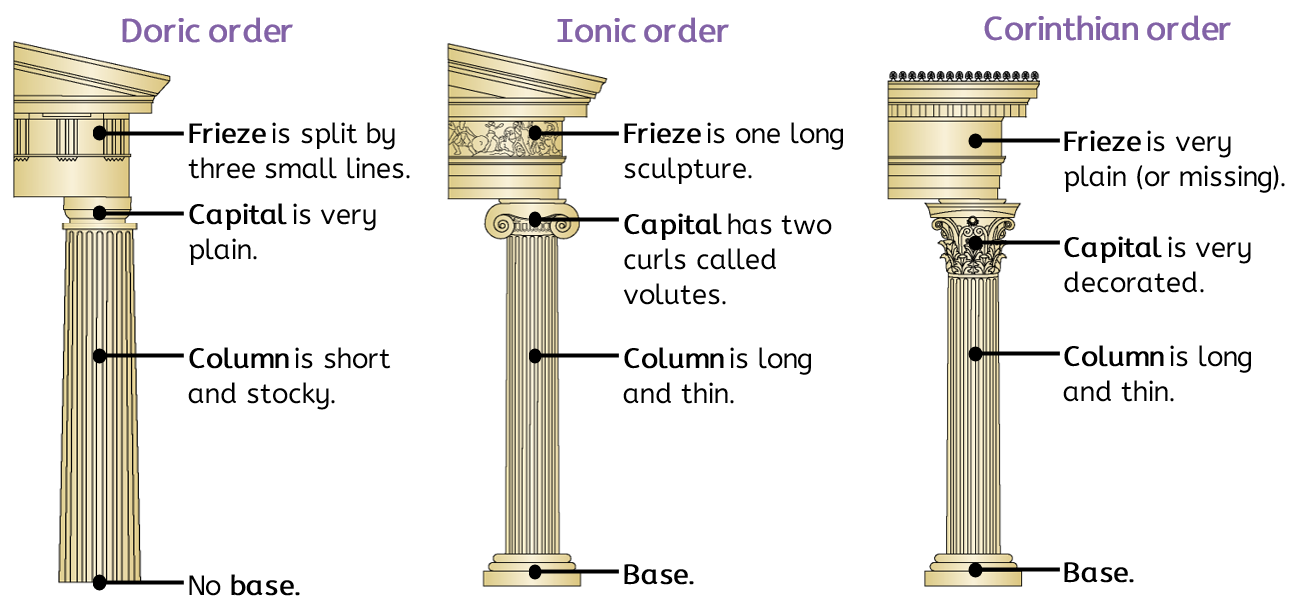 Doric order
Frieze is split by
three small lines.
Capital is very
plain.
Column is short
and stocky.
No base.
Ionic order
Frieze is one long
sculpture.
Capital has two
curls called
volutes.
Column is long
and thin.
Base.
Corinthian order
Frieze is very
plain (or missing).
Capital is very
decorated.
Column is long
and thin.
Base.